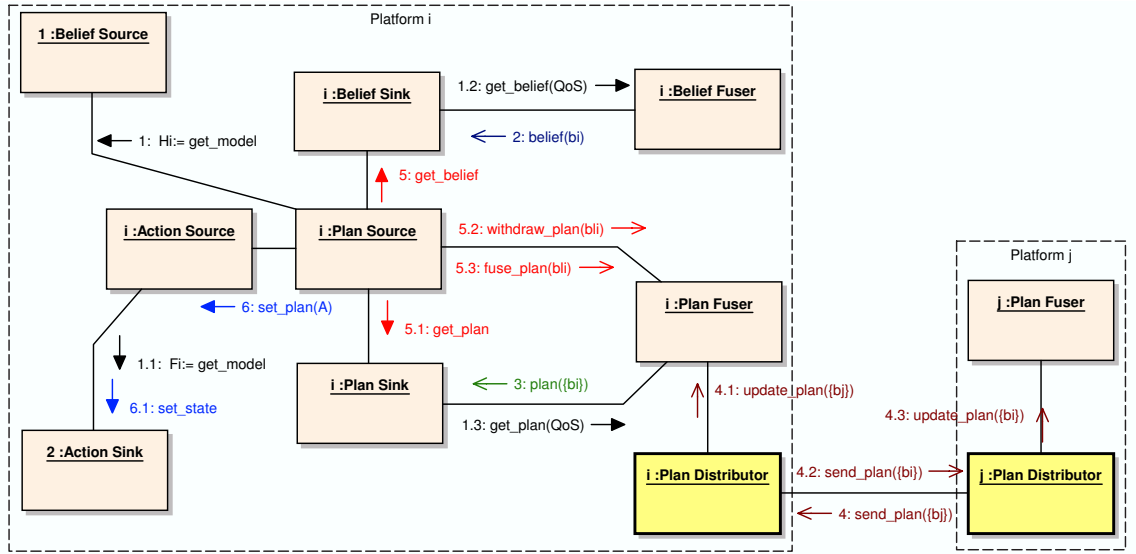 Platform i
1 :Belief Source
i :Belief Sink
1.2: get_belief(QoS)
i :Belief Fuser
1: Hi:= get_model
2: belief(bi)
5: get_belief
i :Action Source
i :Plan Source
5.2: withdraw_plan(bli)
5.3: fuse_plan(bli)
Platform j
i :Plan Fuser
j :Plan Fuser
6: set_plan(A)
5.1: get_plan
1.1: Fi:= get_model
i :Plan Sink
3: plan({bi})
4.1: update_plan({bj})
6.1: set_state
4.3: update_plan({bi})
1.3: get_plan(QoS)
2 :Action Sink
i :Plan Distributor
4.2: send_plan({bi})
j :Plan Distributor
4: send_plan({bj})